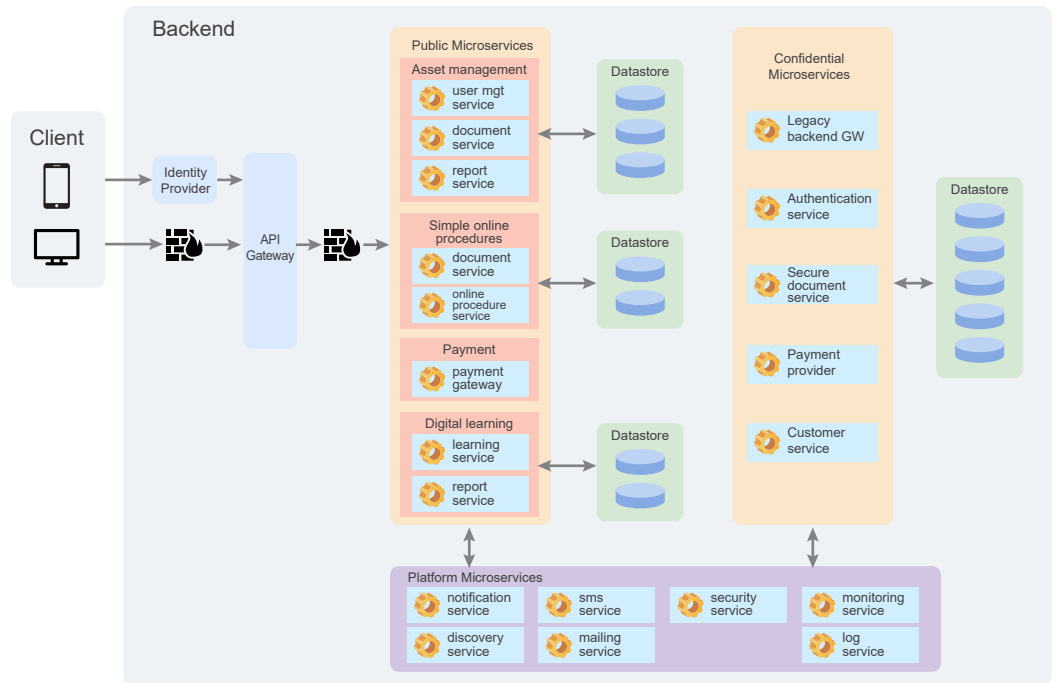 Backend
Client
Identity
Provider
API
Gateway
Public Microservices
Asset management
user mgt
service
document
service
report
service
Simple online
procedures
document
service
online
procedure
service
Payment
payment
gateway
Digital learning
learning
service
report
service
Datastore
Datastore
Datastore
Confidential
Microservices
Legacy
backend GW
Authentication
service
Secure
document
service
Payment
provider
Customer
service
Datastore
Platform Microservices
notification
service
sms
service
security
service
monitoring
service
discovery
service
mailing
service
log
service